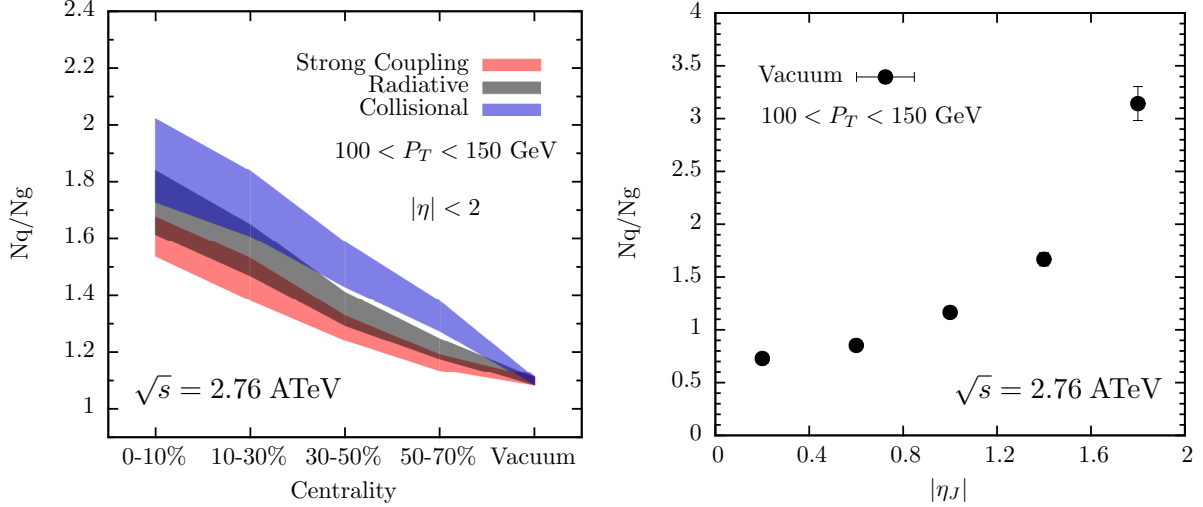 2.4
2.2
2
1.8
1.6
1.4
1.2
1
Nq/Ng
Strong Coupling
Radiative
Collisional
100 < P_T < 150 GeV
|η| < 2
√s = 2.76 ATeV
0-10% 10-30% 30-50% 50-70% Vacuum
Centrality
4
3.5
3
2.5
2
1.5
1
0.5
0
Nq/Ng
Vacuum
100 < P_T < 150 GeV
√s = 2.76 ATeV
0 0.4 0.8 1.2 1.6 2
|η_J|